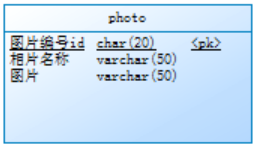 photo
图片编号id char(20) <pk>
相片名称 varchar(50)
图片 varchar(50)